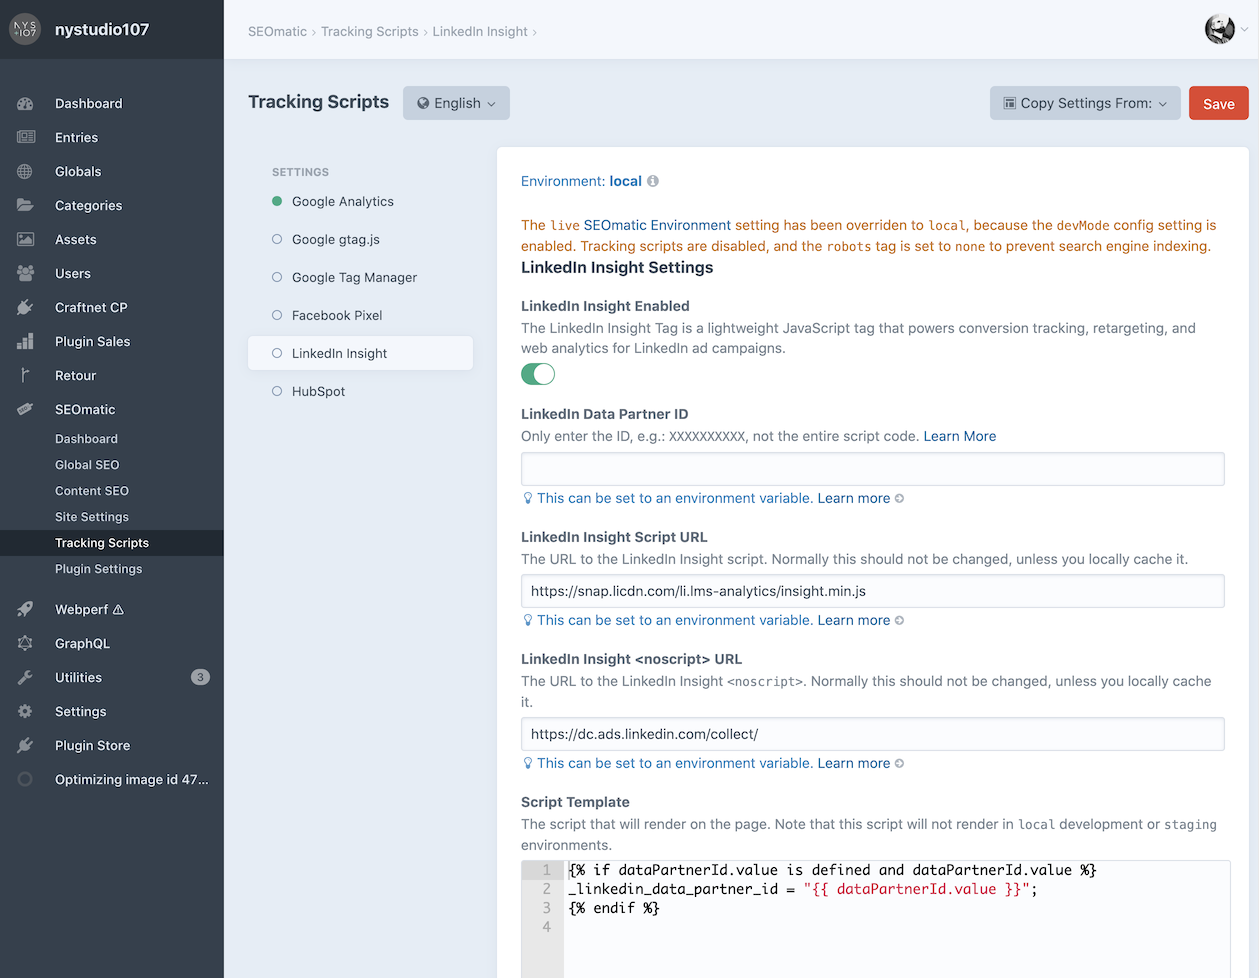 NYS
+107
nystudio107
SEOmatic › Tracking Scripts › LinkedIn Insight ›
Dashboard
Entries
Globals
Categories
Assets
Users
Craftnet CP
Plugin Sales
Retour
SEOmatic
Dashboard
Global SEO
Content SEO
Site Settings
Tracking Scripts
Plugin Settings
Webperf
GraphQL
Utilities 3
Settings
Plugin Store
Optimizing image id 47...
Tracking Scripts
English
Copy Settings From:
Save
SETTINGS
Google Analytics
Google gtag.js
Google Tag Manager
Facebook Pixel
LinkedIn Insight
HubSpot
Environment: local
The live SEOmatic Environment setting has been overriden to local, because the devMode config setting is
enabled. Tracking scripts are disabled, and the robots tag is set to none to prevent search engine indexing.
LinkedIn Insight Settings
LinkedIn Insight Enabled
The LinkedIn Insight Tag is a lightweight JavaScript tag that powers conversion tracking, retargeting, and
web analytics for LinkedIn ad campaigns.
LinkedIn Data Partner ID
Only enter the ID, e.g.: XXXXXXXXXX, not the entire script code. Learn More
This can be set to an environment variable. Learn more
LinkedIn Insight Script URL
The URL to the LinkedIn Insight script. Normally this should not be changed, unless you locally cache it.
https://snap.licdn.com/li.lms-analytics/insight.min.js
This can be set to an environment variable. Learn more
LinkedIn Insight <noscript> URL
The URL to the LinkedIn Insight <noscript>. Normally this should not be changed, unless you locally cache
it.
https://dc.ads.linkedin.com/collect/
This can be set to an environment variable. Learn more
Script Template
The script that will render on the page. Note that this script will not render in local development or staging
environments.
1 {% if dataPartnerId.value is defined and dataPartnerId.value %}
2 _linkedin_data_partner_id = "{{ dataPartnerId.value }}";
3 {% endif %}
4